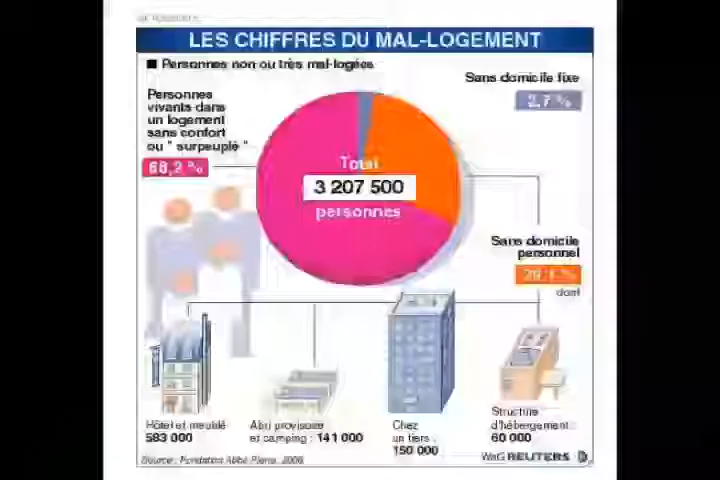 LES CHIFFRES DU MAL-LOGEMENT
■ Personnes non ou très mal-logées
Sans domicile fixe
2,7 %
Personnes
vivants dans
un logement
sans confort
ou " surpeuplé "
68,2 %
Total
3 207 500
personnes
Sans domicile
personnel
29,1 %
dont
Hôtel et meublé
583 000
Abri provisoire
et camping : 141 000
Chez
un tiers :
150 000
Structure
d'hébergement :
60 000
Source : Fondation Abbé Pierre, 2006
REUTERS